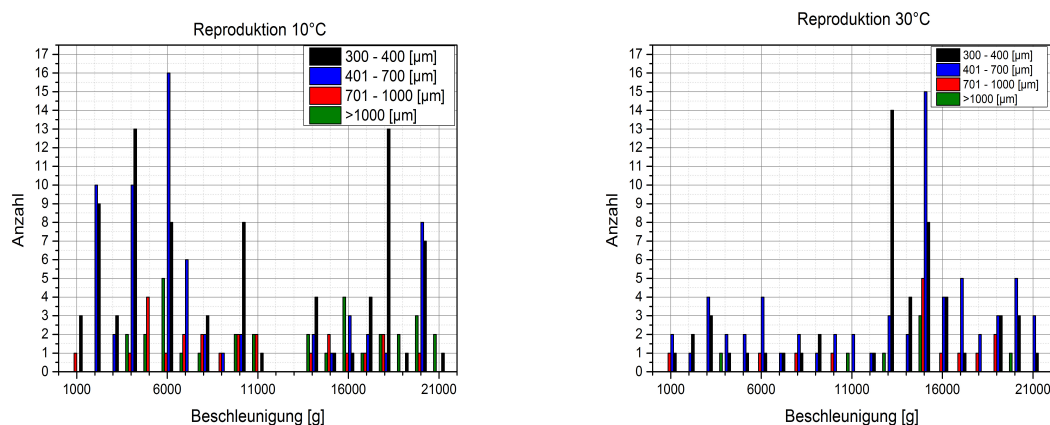 Reproduktion 10°C
300 - 400 [µm]
401 - 700 [µm]
701 - 1000 [µm]
>1000 [µm]
17
16
15
14
13
12
11
10
9
8
7
6
5
4
3
2
1
0
Anzahl
1000 6000 11000 16000 21000
Beschleunigung [g]
Reproduktion 30°C
300 - 400 [µm]
401 - 700 [µm]
701 - 1000 [µm]
>1000 [µm]
17
16
15
14
13
12
11
10
9
8
7
6
5
4
3
2
1
0
Anzahl
1000 6000 11000 16000 21000
Beschleunigung [g]